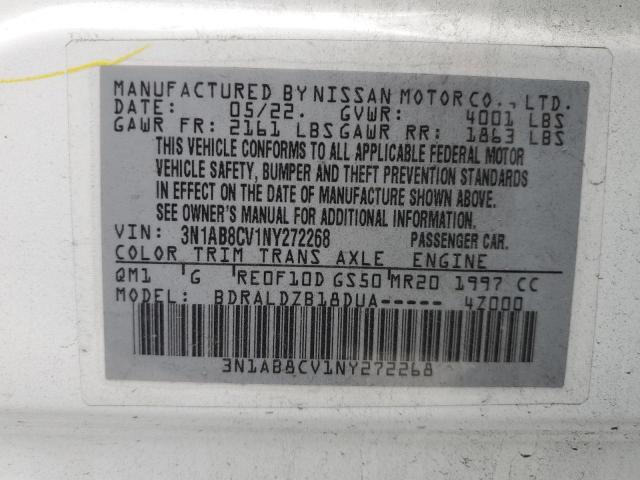 MANUFACTURED BY NISSAN MOTOR CO., LTD.
DATE: 05/22. GVWR: 4001 LBS
GAWR FR: 2161 LBS GAWR RR: 1863 LBS
THIS VEHICLE CONFORMS TO ALL APPLICABLE FEDERAL MOTOR
VEHICLE SAFETY, BUMPER AND THEFT PREVENTION STANDARDS
IN EFFECT ON THE DATE OF MANUFACTURE SHOWN ABOVE.
SEE OWNER'S MANUAL FOR ADDITIONAL INFORMATION.
VIN: 3N1AB8CV1NY272268 PASSENGER CAR.
COLOR TRIM TRANS AXLE ENGINE
QM1 G RE0F10D GS50 MR20 1997 CC
MODEL: BDRALDZB18DUA----- 4Z000
3N1AB8CV1NY272268